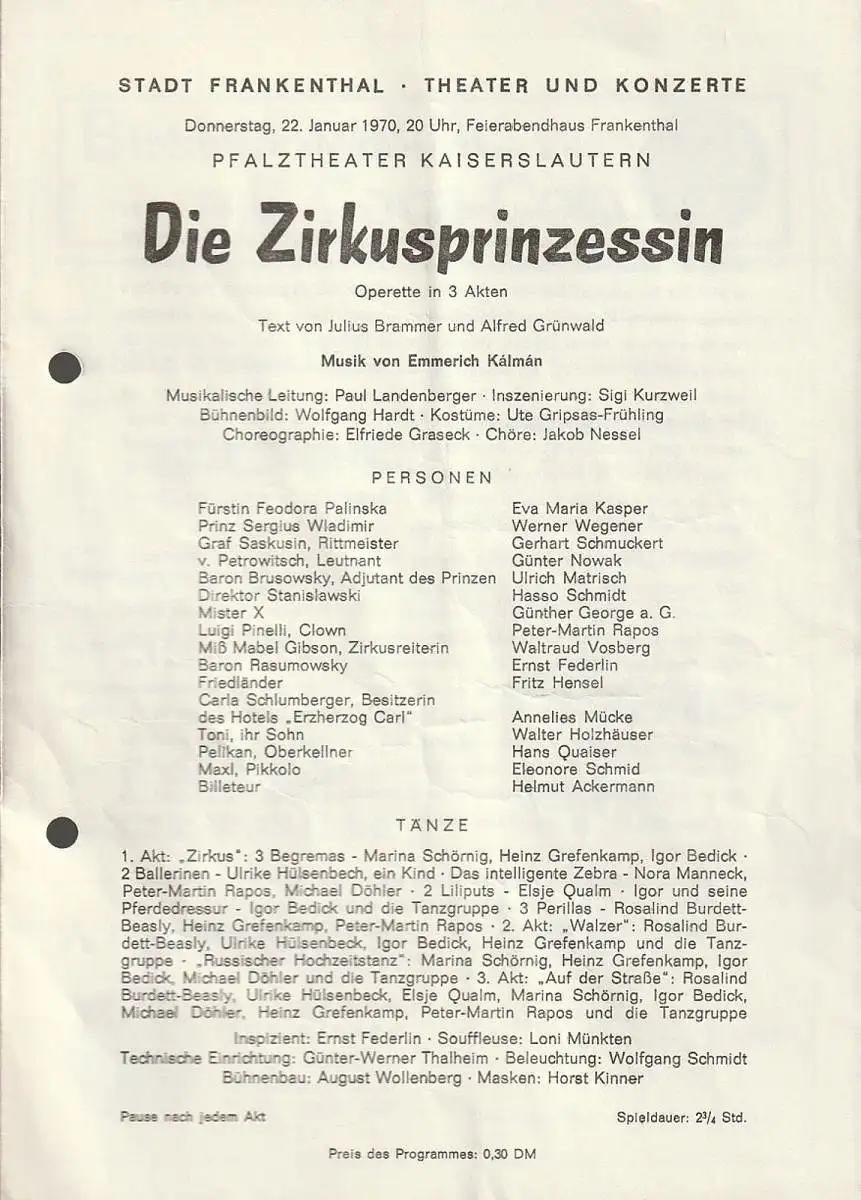 STADT FRANKENTHAL · THEATER UND KONZERTE
Donnerstag, 22. Januar 1970, 20 Uhr, Feierabendhaus Frankenthal
PFALZTHEATER KAISERSLAUTERN
Die Zirkusprinzessin
Operette in 3 Akten
Text von Julius Brammer und Alfred Grünwald
Musik von Emmerich Kálmán
Musikalische Leitung: Paul Landenberger · Inszenierung: Sigi Kurzweil
Bühnenbild: Wolfgang Hardt · Kostüme: Ute Gripsas-Frühling
Choreographie: Elfriede Graseck · Chöre: Jakob Nessel
PERSONEN
Fürstin Feodora Palinska Eva Maria Kasper
Prinz Sergius Wladimir Werner Wegener
Graf Saskusin, Rittmeister Gerhart Schmuckert
v. Petrowitsch, Leutnant Günter Nowak
Baron Brusowsky, Adjutant des Prinzen Ulrich Matrisch
Direktor Stanislawski Hasso Schmidt
Mister X Günther George a. G.
Luigi Pinelli, Clown Peter-Martin Rapos
Miß Mabel Gibson, Zirkusreiterin Waltraud Vosberg
Baron Rasumowsky Ernst Federlin
Friedländer Fritz Hensel
Carla Schlumberger, Besitzerin
des Hotels „Erzherzog Carl“ Annelies Mücke
Toni, ihr Sohn Walter Holzhäuser
Pelikan, Oberkellner Hans Quaiser
Maxl, Pikkolo Eleonore Schmid
Billeteur Helmut Ackermann
TÄNZE
1. Akt: „Zirkus“: 3 Begremas - Marina Schörnig, Heinz Grefenkamp, Igor Bedick ·
2 Ballerinen - Ulrike Hülsenbech, ein Kind · Das intelligente Zebra - Nora Manneck,
Peter-Martin Rapos, Michael Döhler · 2 Liliputs - Elsje Qualm · Igor und seine
Pferdedressur - Igor Bedick und die Tanzgruppe · 3 Perillas - Rosalind Burdett-
Beasly, Heinz Grefenkamp, Peter-Martin Rapos · 2. Akt: „Walzer“: Rosalind Bur-
dett-Beasly, Ulrike Hülsenbeck, Igor Bedick, Heinz Grefenkamp und die Tanz-
gruppe - „Russischer Hochzeitstanz“: Marina Schörnig, Heinz Grefenkamp, Igor
Bedick, Michael Döhler und die Tanzgruppe · 3. Akt: „Auf der Straße“: Rosalind
Burdett-Beasly, Ulrike Hülsenbeck, Elsje Qualm, Marina Schörnig, Igor Bedick,
Michael Döhler, Heinz Grefenkamp, Peter-Martin Rapos und die Tanzgruppe
Inspizient: Ernst Federlin · Souffleuse: Loni Münkten
Technische Einrichtung: Günter-Werner Thalheim · Beleuchtung: Wolfgang Schmidt
Bühnenbau: August Wollenberg · Masken: Horst Kinner
Pause nach jedem Akt Spieldauer: 2¾ Std.
Preis des Programmes: 0,30 DM